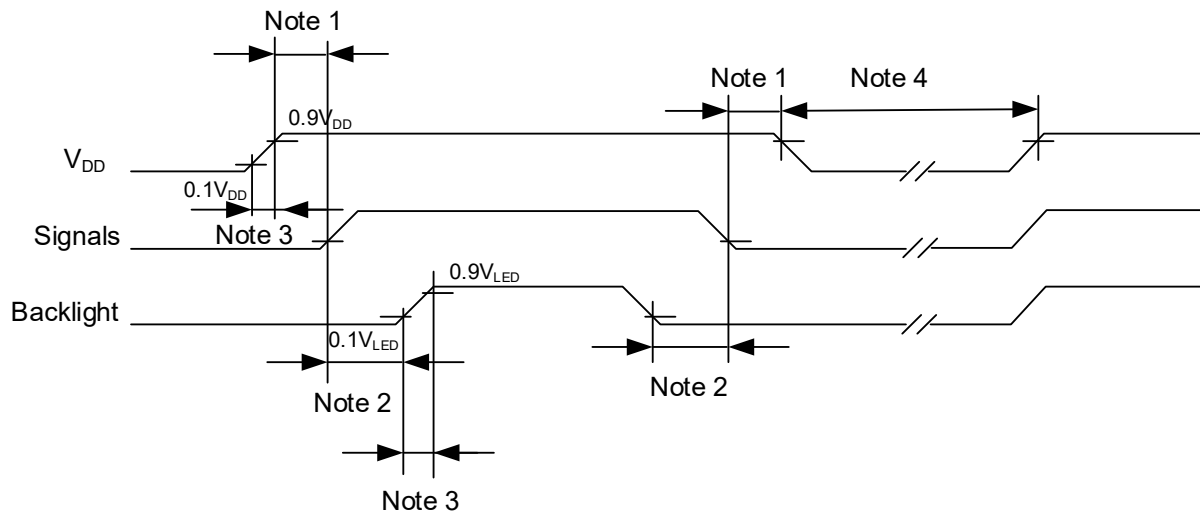 Note 1
Note 1
Note 4
0.9VDD
VDD
0.1VDD
Signals
Note 3
0.9VLED
Backlight
0.1VLED
Note 2
Note 2
Note 3